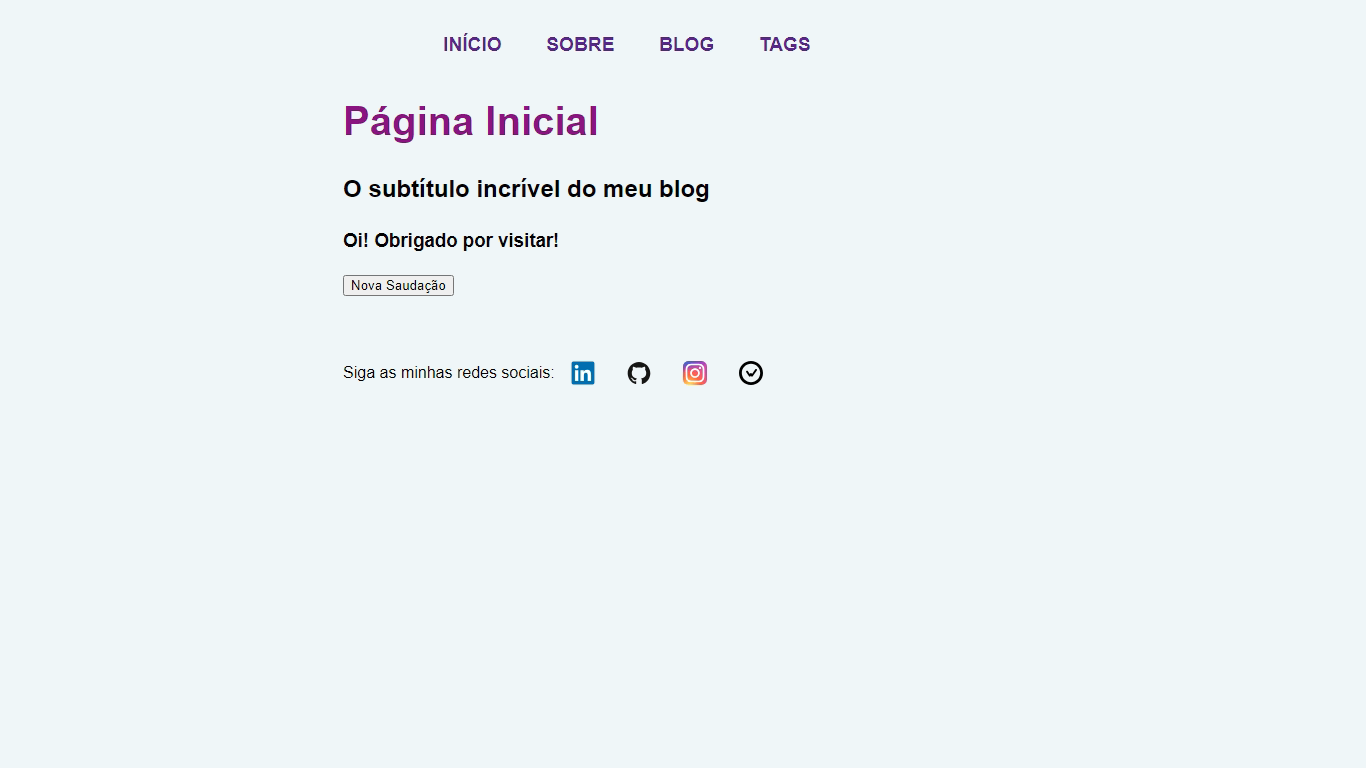 INÍCIO SOBRE BLOG TAGS
Página Inicial
O subtítulo incrível do meu blog
Oi! Obrigado por visitar!
Nova Saudação
Siga as minhas redes sociais: